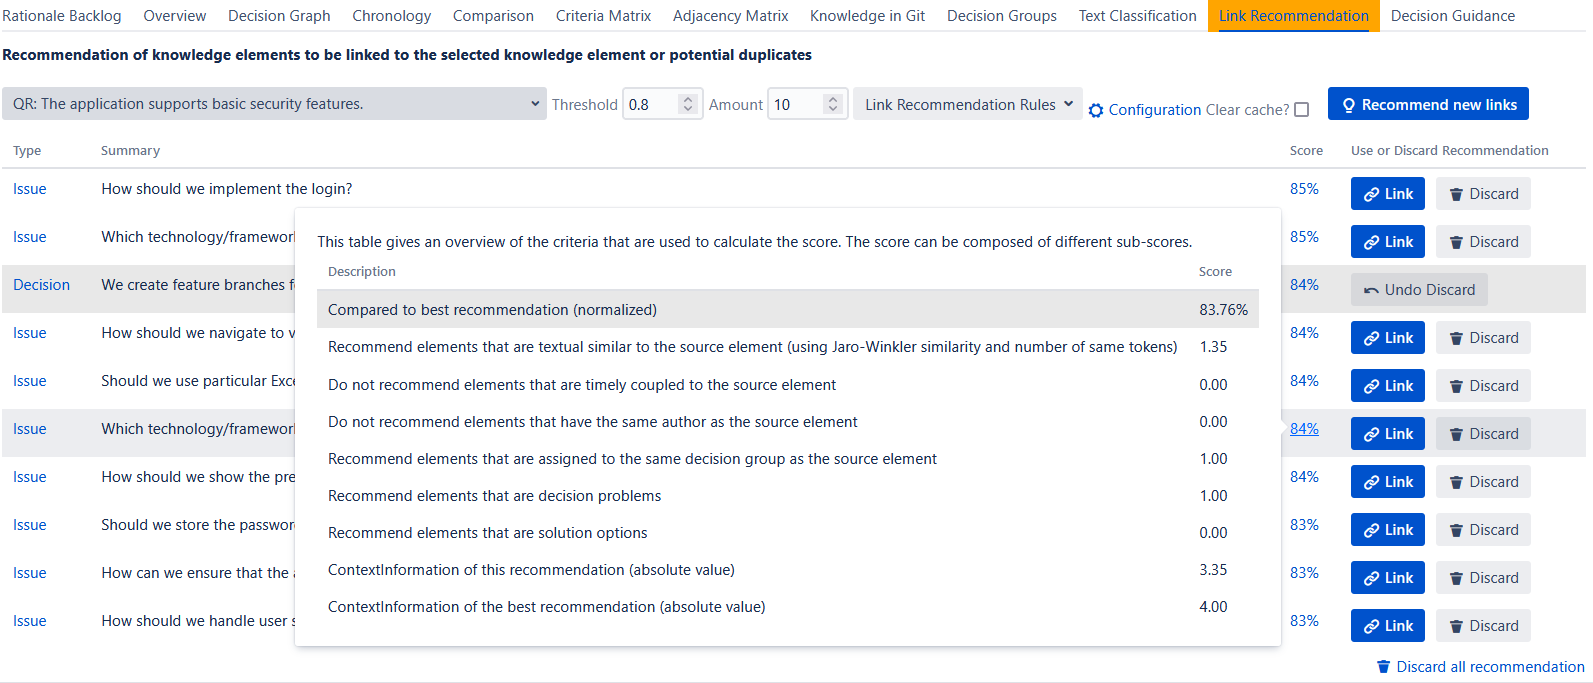 Rationale Backlog Overview Decision Graph Chronology Comparison Criteria Matrix Adjacency Matrix Knowledge in Git Decision Groups Text Classification Link Recommendation Decision Guidance
Recommendation of knowledge elements to be linked to the selected knowledge element or potential duplicates
QR: The application supports basic security features. Threshold 0.8 Amount 10 Link Recommendation Rules Configuration Clear cache? Recommend new links
Type Summary Score Use or Discard Recommendation
Issue How should we implement the login? 85% Link Discard
Issue Which technology/framework 85% Link Discard
Decision We create feature branches 84% Undo Discard
Issue How should we navigate to 84% Link Discard
Issue Should we use particular 84% Link Discard
Issue Which technology/framework 84% Link Discard
Issue How should we show the 84% Link Discard
Issue Should we store the 83% Link Discard
Issue How can we ensure that the 83% Link Discard
Issue How should we handle user 83% Link Discard
This table gives an overview of the criteria that are used to calculate the score. The score can be composed of different sub-scores.
Description Score
Compared to best recommendation (normalized) 83.76%
Recommend elements that are textual similar to the source element (using Jaro-Winkler similarity and number of same tokens) 1.35
Do not recommend elements that are timely coupled to the source element 0.00
Do not recommend elements that have the same author as the source element 0.00
Recommend elements that are assigned to the same decision group as the source element 1.00
Recommend elements that are decision problems 1.00
Recommend elements that are solution options 0.00
ContextInformation of this recommendation (absolute value) 3.35
ContextInformation of the best recommendation (absolute value) 4.00
Discard all recommendation